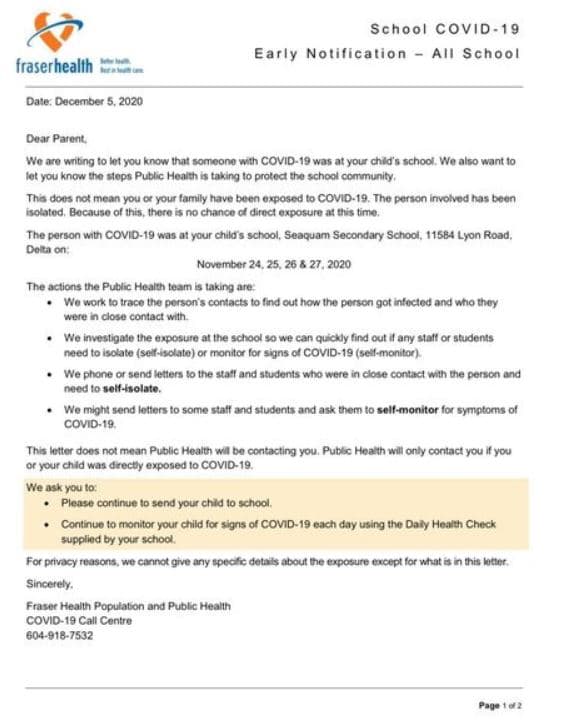 School COVID-19
Early Notification – All School
fraserhealth
Better health.
Best in health care.
Date: December 5, 2020
Dear Parent,
We are writing to let you know that someone with COVID-19 was at your child's school. We also want to
let you know the steps Public Health is taking to protect the school community.
This does not mean you or your family have been exposed to COVID-19. The person involved has been
isolated. Because of this, there is no chance of direct exposure at this time.
The person with COVID-19 was at your child's school, Seaquam Secondary School, 11584 Lyon Road,
Delta on:
November 24, 25, 26 & 27, 2020
The actions the Public Health team is taking are:
• We work to trace the person's contacts to find out how the person got infected and who they
were in close contact with.
• We investigate the exposure at the school so we can quickly find out if any staff or students
need to isolate (self-isolate) or monitor for signs of COVID-19 (self-monitor).
• We phone or send letters to the staff and students who were in close contact with the person and
need to self-isolate.
• We might send letters to some staff and students and ask them to self-monitor for symptoms of
COVID-19.
This letter does not mean Public Health will be contacting you. Public Health will only contact you if you
or your child was directly exposed to COVID-19.
We ask you to:
• Please continue to send your child to school.
• Continue to monitor your child for signs of COVID-19 each day using the Daily Health Check
supplied by your school.
For privacy reasons, we cannot give any specific details about the exposure except for what is in this letter.
Sincerely,
Fraser Health Population and Public Health
COVID-19 Call Centre
604-918-7532
Page 1 of 2